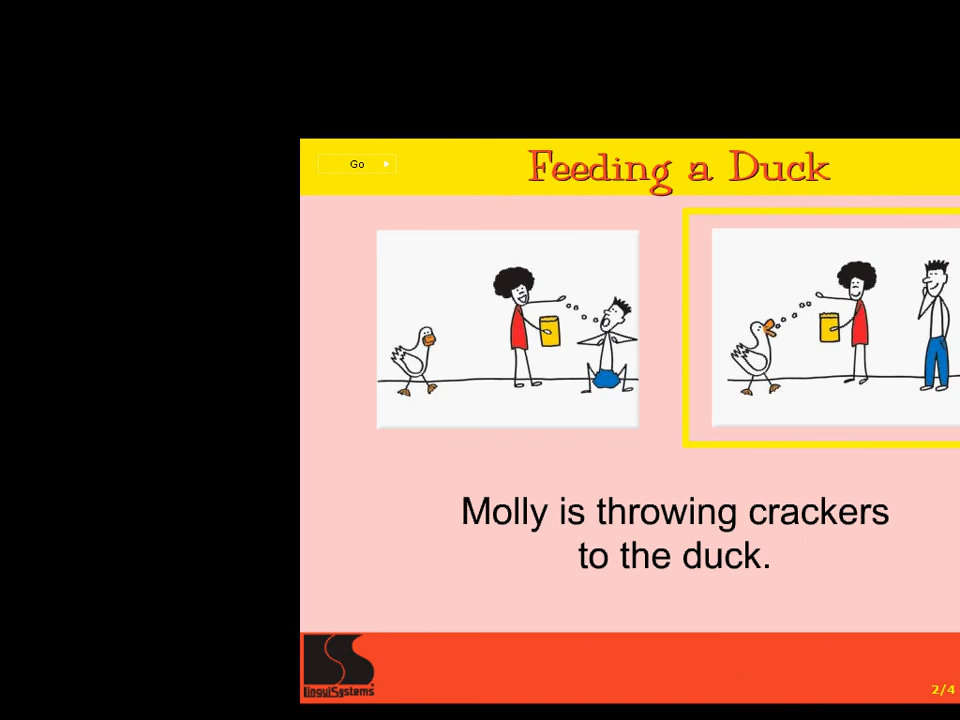 Go
Feeding a Duck
Molly is throwing crackers
to the duck.
LinguiSystems
2/4